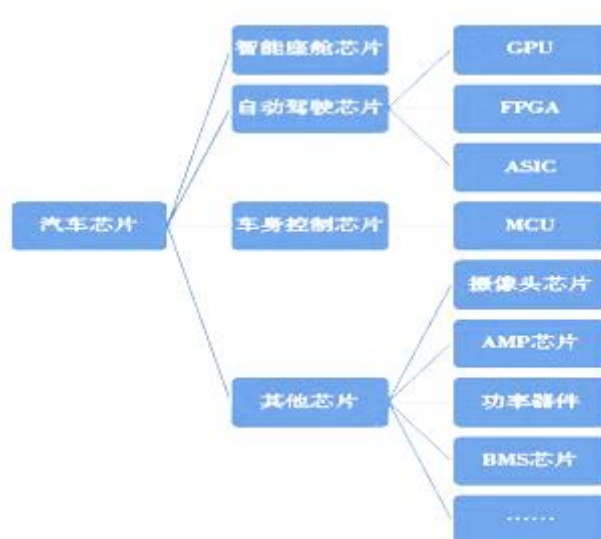 智能座舱芯片
GPU
自动驾驶芯片
FPGA
ASIC
汽车芯片
车身控制芯片
MCU
摄像头芯片
AMP芯片
其他芯片
功率器件
BMS芯片
······